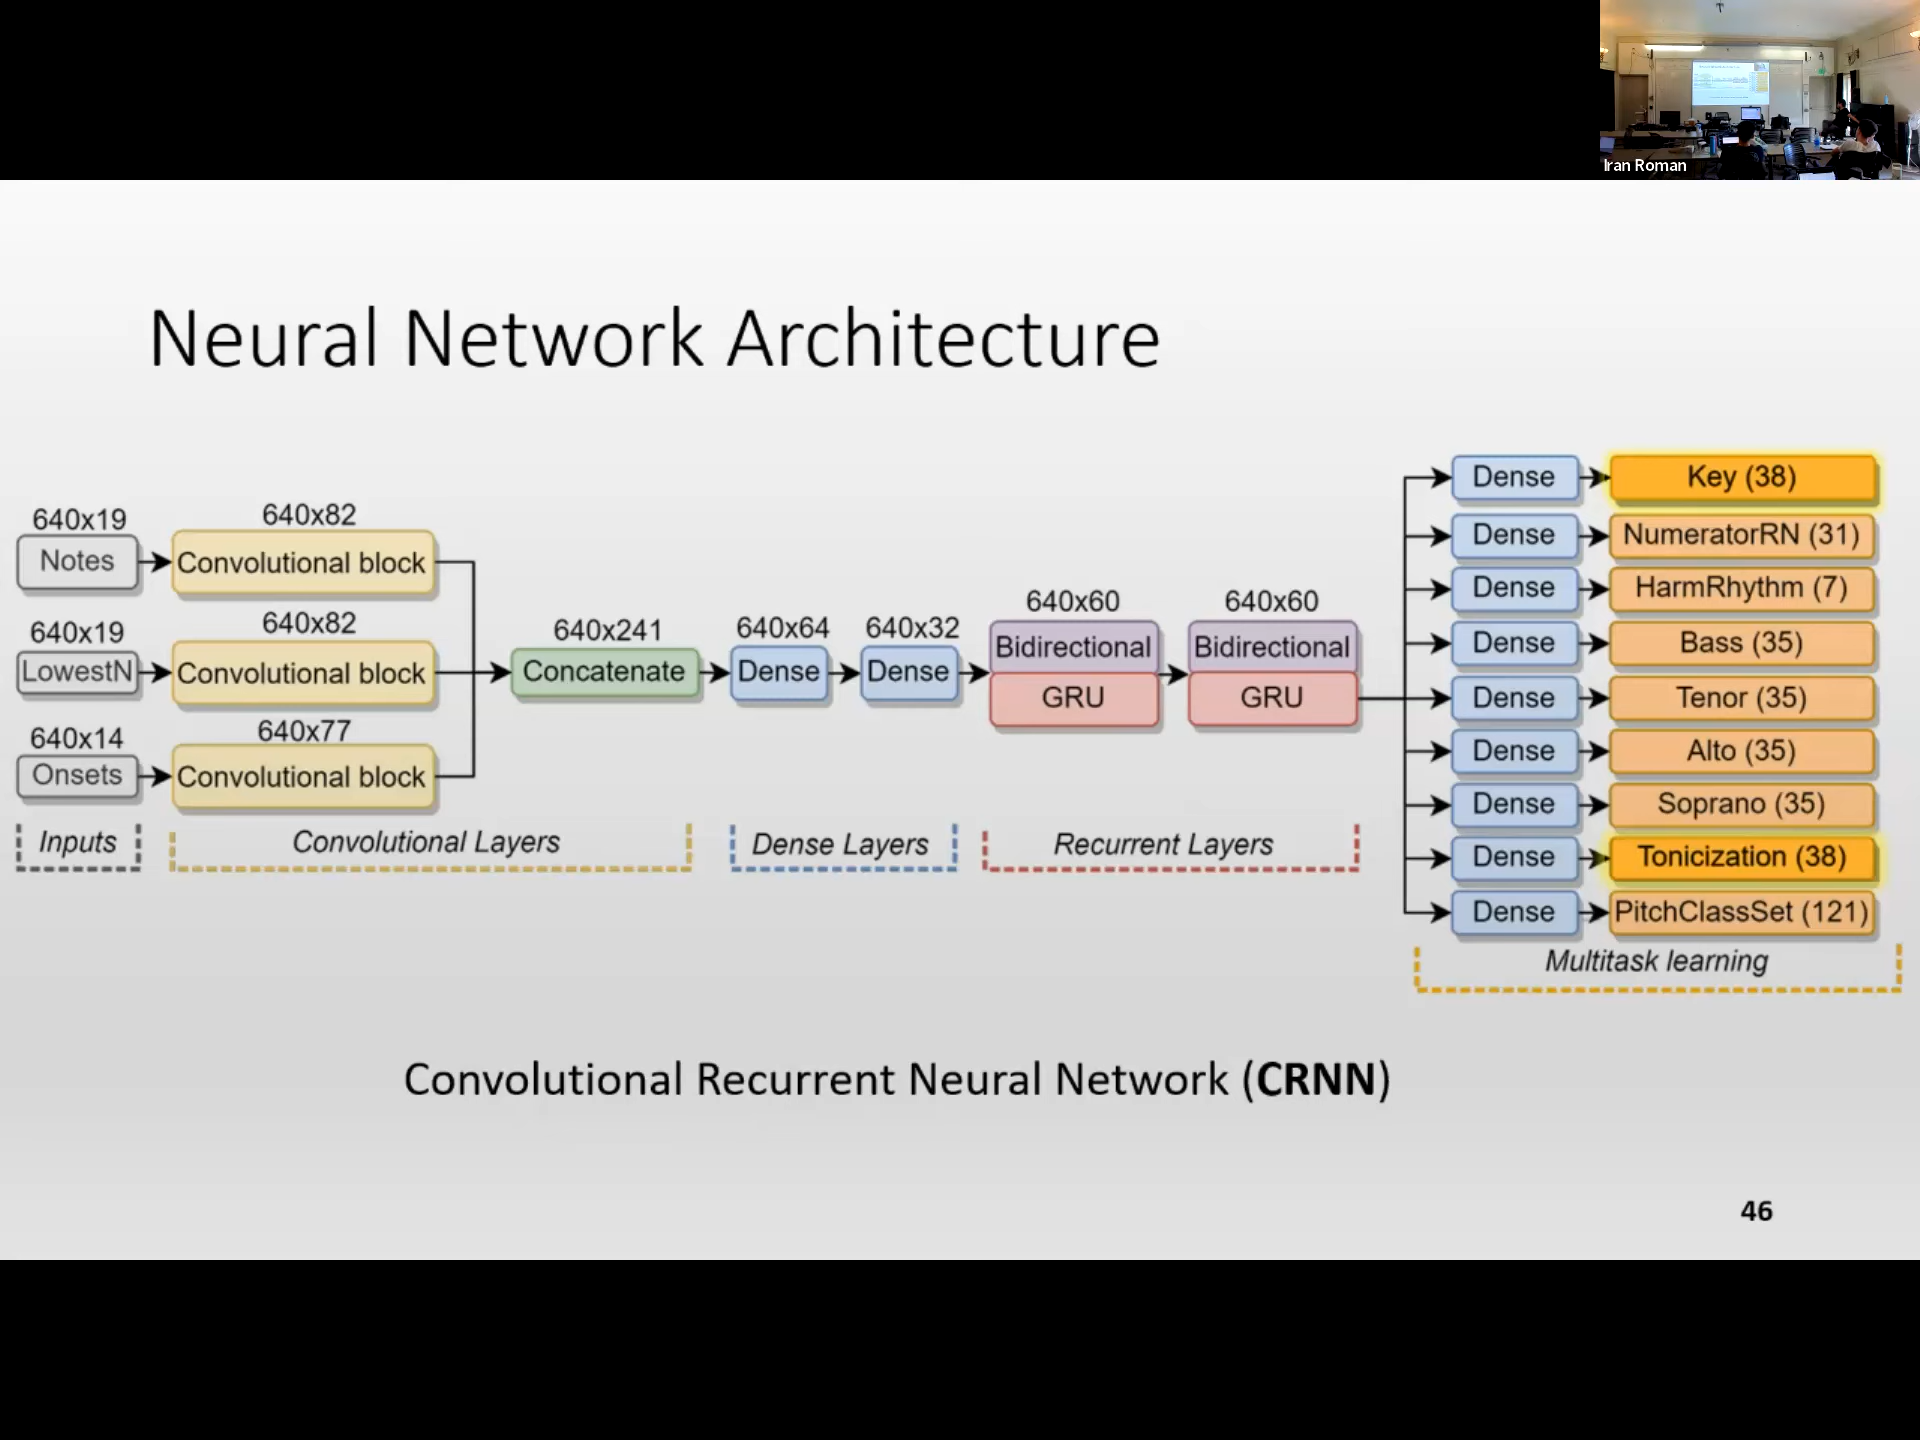 Iran Roman
Neural Network Architecture
640x19
Notes
640x82
Convolutional block
640x19
LowestN
640x82
Convolutional block
640x14
Onsets
640x77
Convolutional block
640x241
Concatenate
640x64
Dense
640x32
Dense
640x60
Bidirectional
GRU
640x60
Bidirectional
GRU
Dense
Key (38)
Dense
NumeratorRN (31)
Dense
HarmRhythm (7)
Dense
Bass (35)
Dense
Tenor (35)
Dense
Alto (35)
Dense
Soprano (35)
Dense
Tonicization (38)
Dense
PitchClassSet (121)
Inputs
Convolutional Layers
Dense Layers
Recurrent Layers
Multitask learning
Convolutional Recurrent Neural Network (CRNN)
46